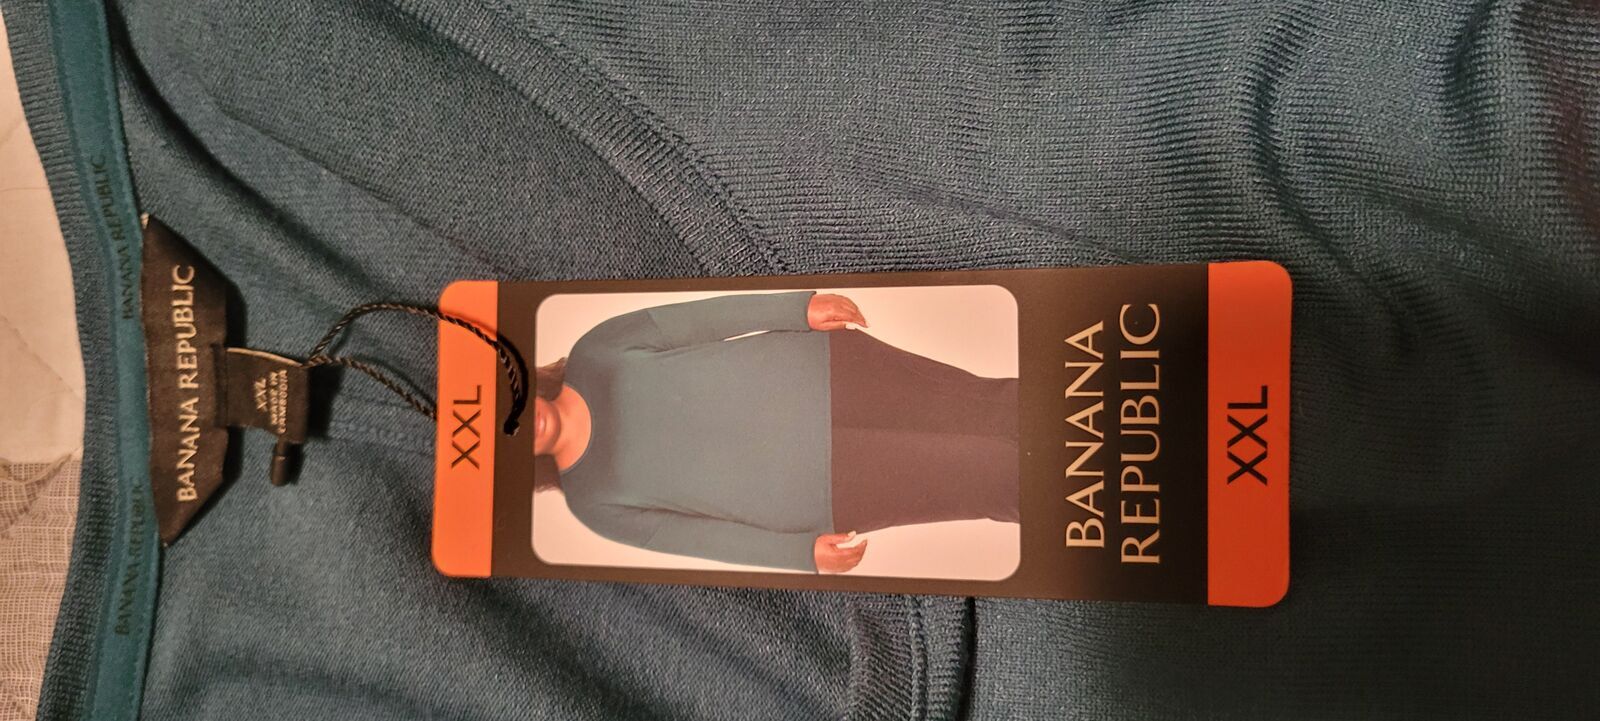 BANANA REPUBLIC
BANANA REPUBLIC
BANANA REPUBLIC
XXL
MADE IN
CAMBODIA
XXL
BANANA
REPUBLIC
XXL